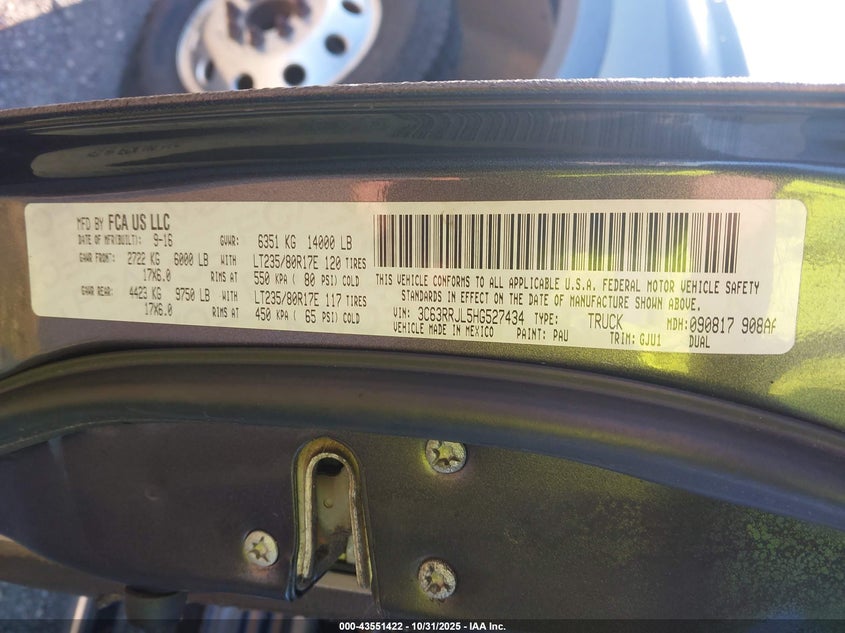 MFD BY FCA US LLC
DATE OF MFR(BUILT): 9-16 GVWR: 6351 KG 14000 LB
GAWR FRONT: 2722 KG 6000 LB WITH LT235/80R17E 120 TIRES
17X6.0 RIMS AT 550 KPA ( 80 PSI) COLD
GAWR REAR: 4423 KG 9750 LB WITH LT235/80R17E 117 TIRES
17X6.0 RIMS AT 450 KPA ( 65 PSI) COLD
THIS VEHICLE CONFORMS TO ALL APPLICABLE U.S.A. FEDERAL MOTOR VEHICLE SAFETY
STANDARDS IN EFFECT ON THE DATE OF MANUFACTURE SHOWN ABOVE.
VIN: 3C63RRJL5HG527434 TYPE: TRUCK MDH: 090817 908AA
VEHICLE MADE IN MEXICO PAINT: PAU TRIM: GJU1 DUAL
000-43551422 - 10/31/2025 - IAA Inc.